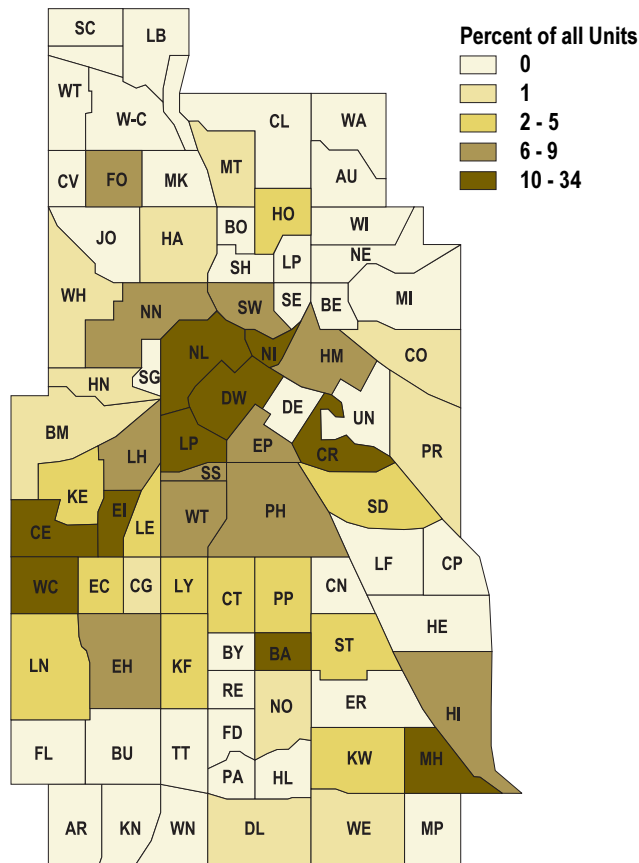 SC
LB
Percent of all Units
0
1
2 - 5
6 - 9
10 - 34
WT
W-C
CL
WA
MT
CV
FO
MK
AU
HO
BO
WI
JO
HA
NE
SH
LP
WH
NN
SW
SE
BE
MI
NL
NI
HM
CO
SG
HN
DW
DE
UN
BM
LP
EP
CR
PR
LH
SS
KE
EI
LE
WT
PH
SD
CE
LF
CP
WC
EC
CG
LY
CT
PP
CN
HE
LN
EH
KF
BY
BA
ST
RE
NO
ER
HI
FD
FL
BU
TT
PA
HL
KW
MH
AR
KN
WN
DL
WE
MP